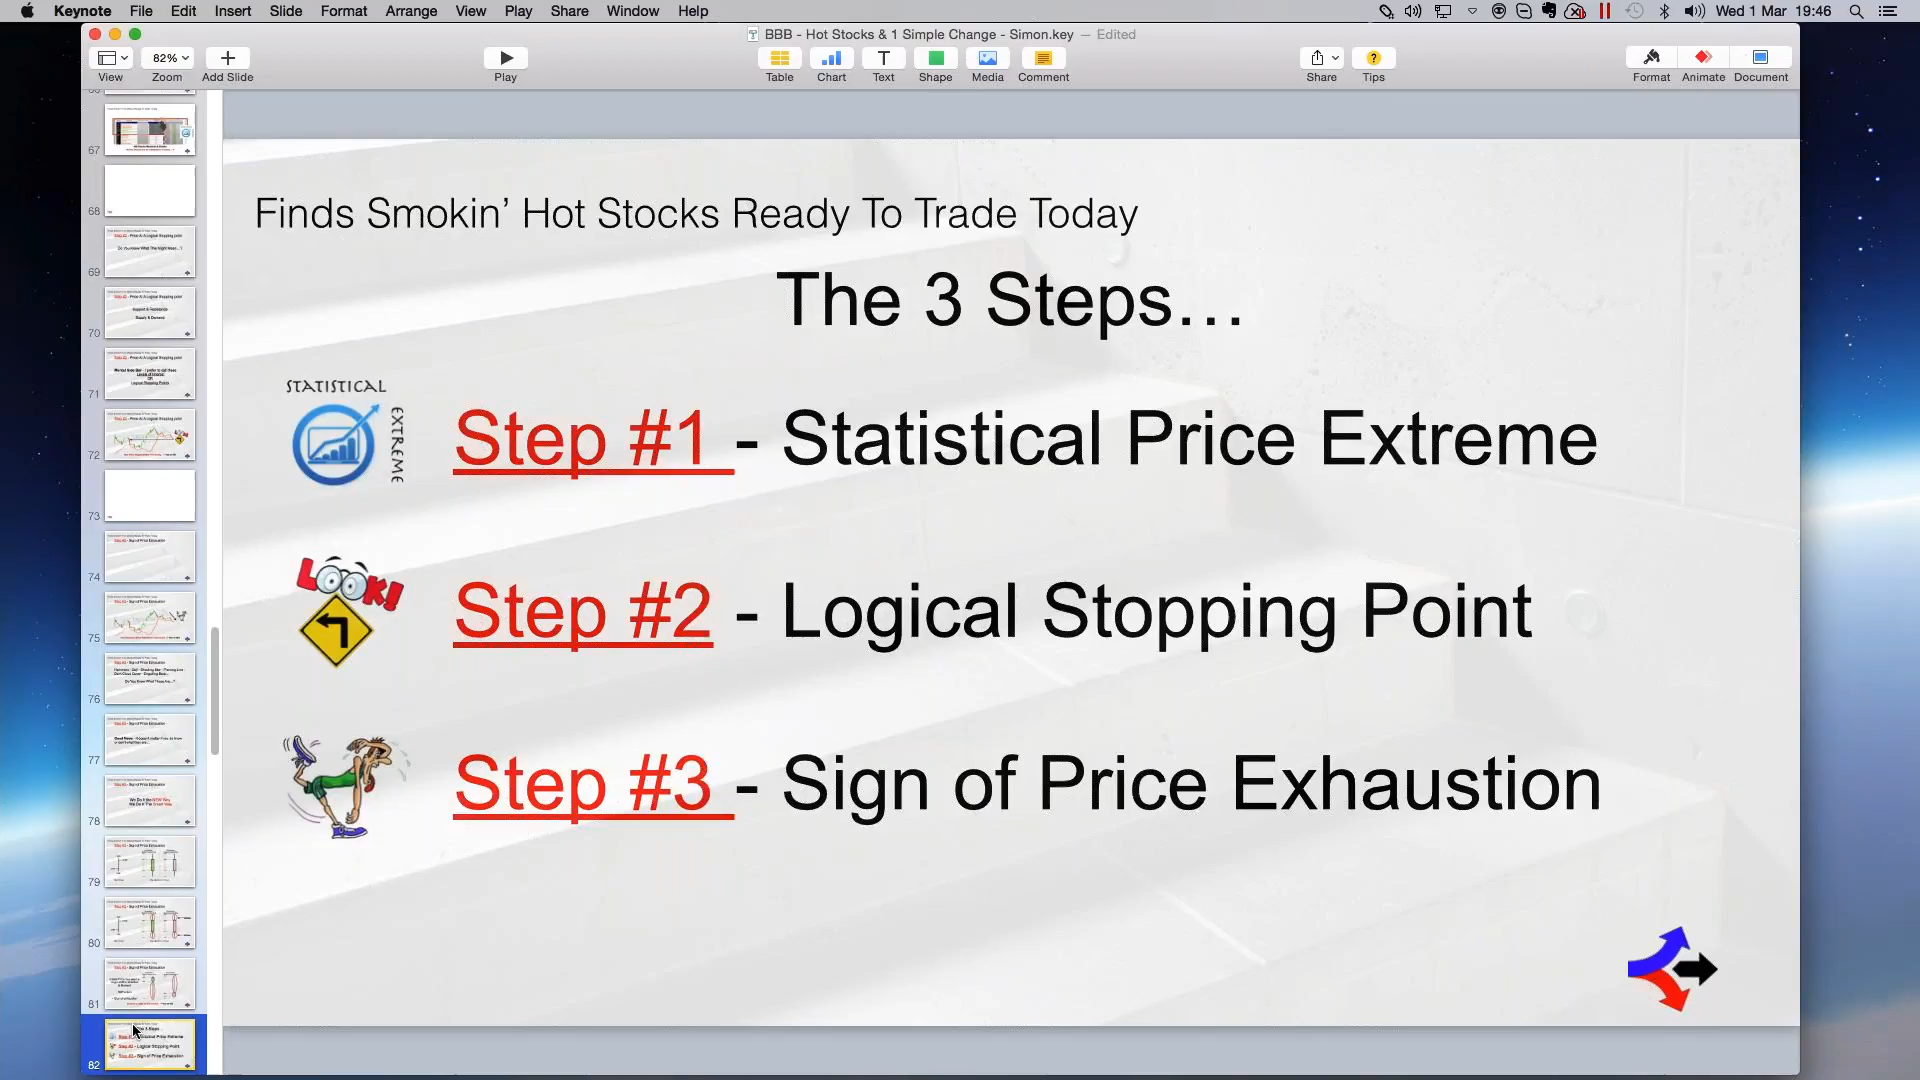 Keynote File Edit Insert Slide Format Arrange View Play Share Window Help Wed 1 Mar 19:46
BBB - Hot Stocks & 1 Simple Change - Simon.key — Edited
82%
View Zoom Add Slide Play Table Chart Text Shape Media Comment Share Tips Format Animate Document
Finds Smokin’ Hot Stocks Ready To Trade Today
The 3 Steps…
STATISTICAL
EXTREME
Step #1 - Statistical Price Extreme
LOOK!
Step #2 - Logical Stopping Point
Step #3 - Sign of Price Exhaustion
67
68
69
70
71
72
73
74
75
76
77
78
79
80
81
82